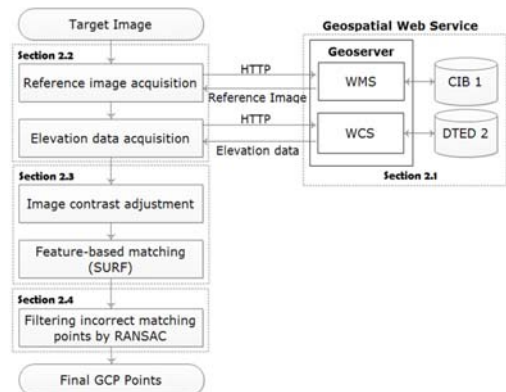 Target Image
Section 2.2
Reference image acquisition
Elevation data acquisition
Section 2.3
Image contrast adjustment
Feature-based matching
(SURF)
Section 2.4
Filtering incorrect matching
points by RANSAC
Final GCP Points
HTTP
Reference Image
HTTP
Elevation data
Geospatial Web Service
Geoserver
WMS
CIB 1
WCS
DTED 2
Section 2.1